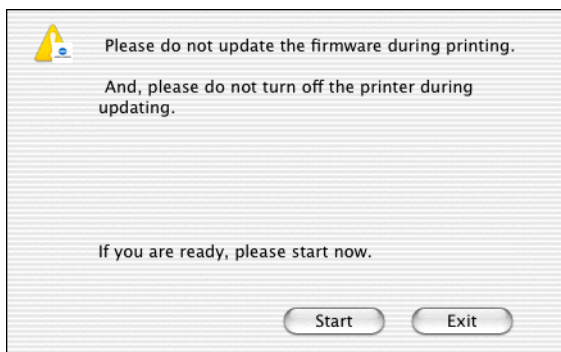 Please do not update the firmware during printing.
And, please do not turn off the printer during
updating.
If you are ready, please start now.
Start
Exit